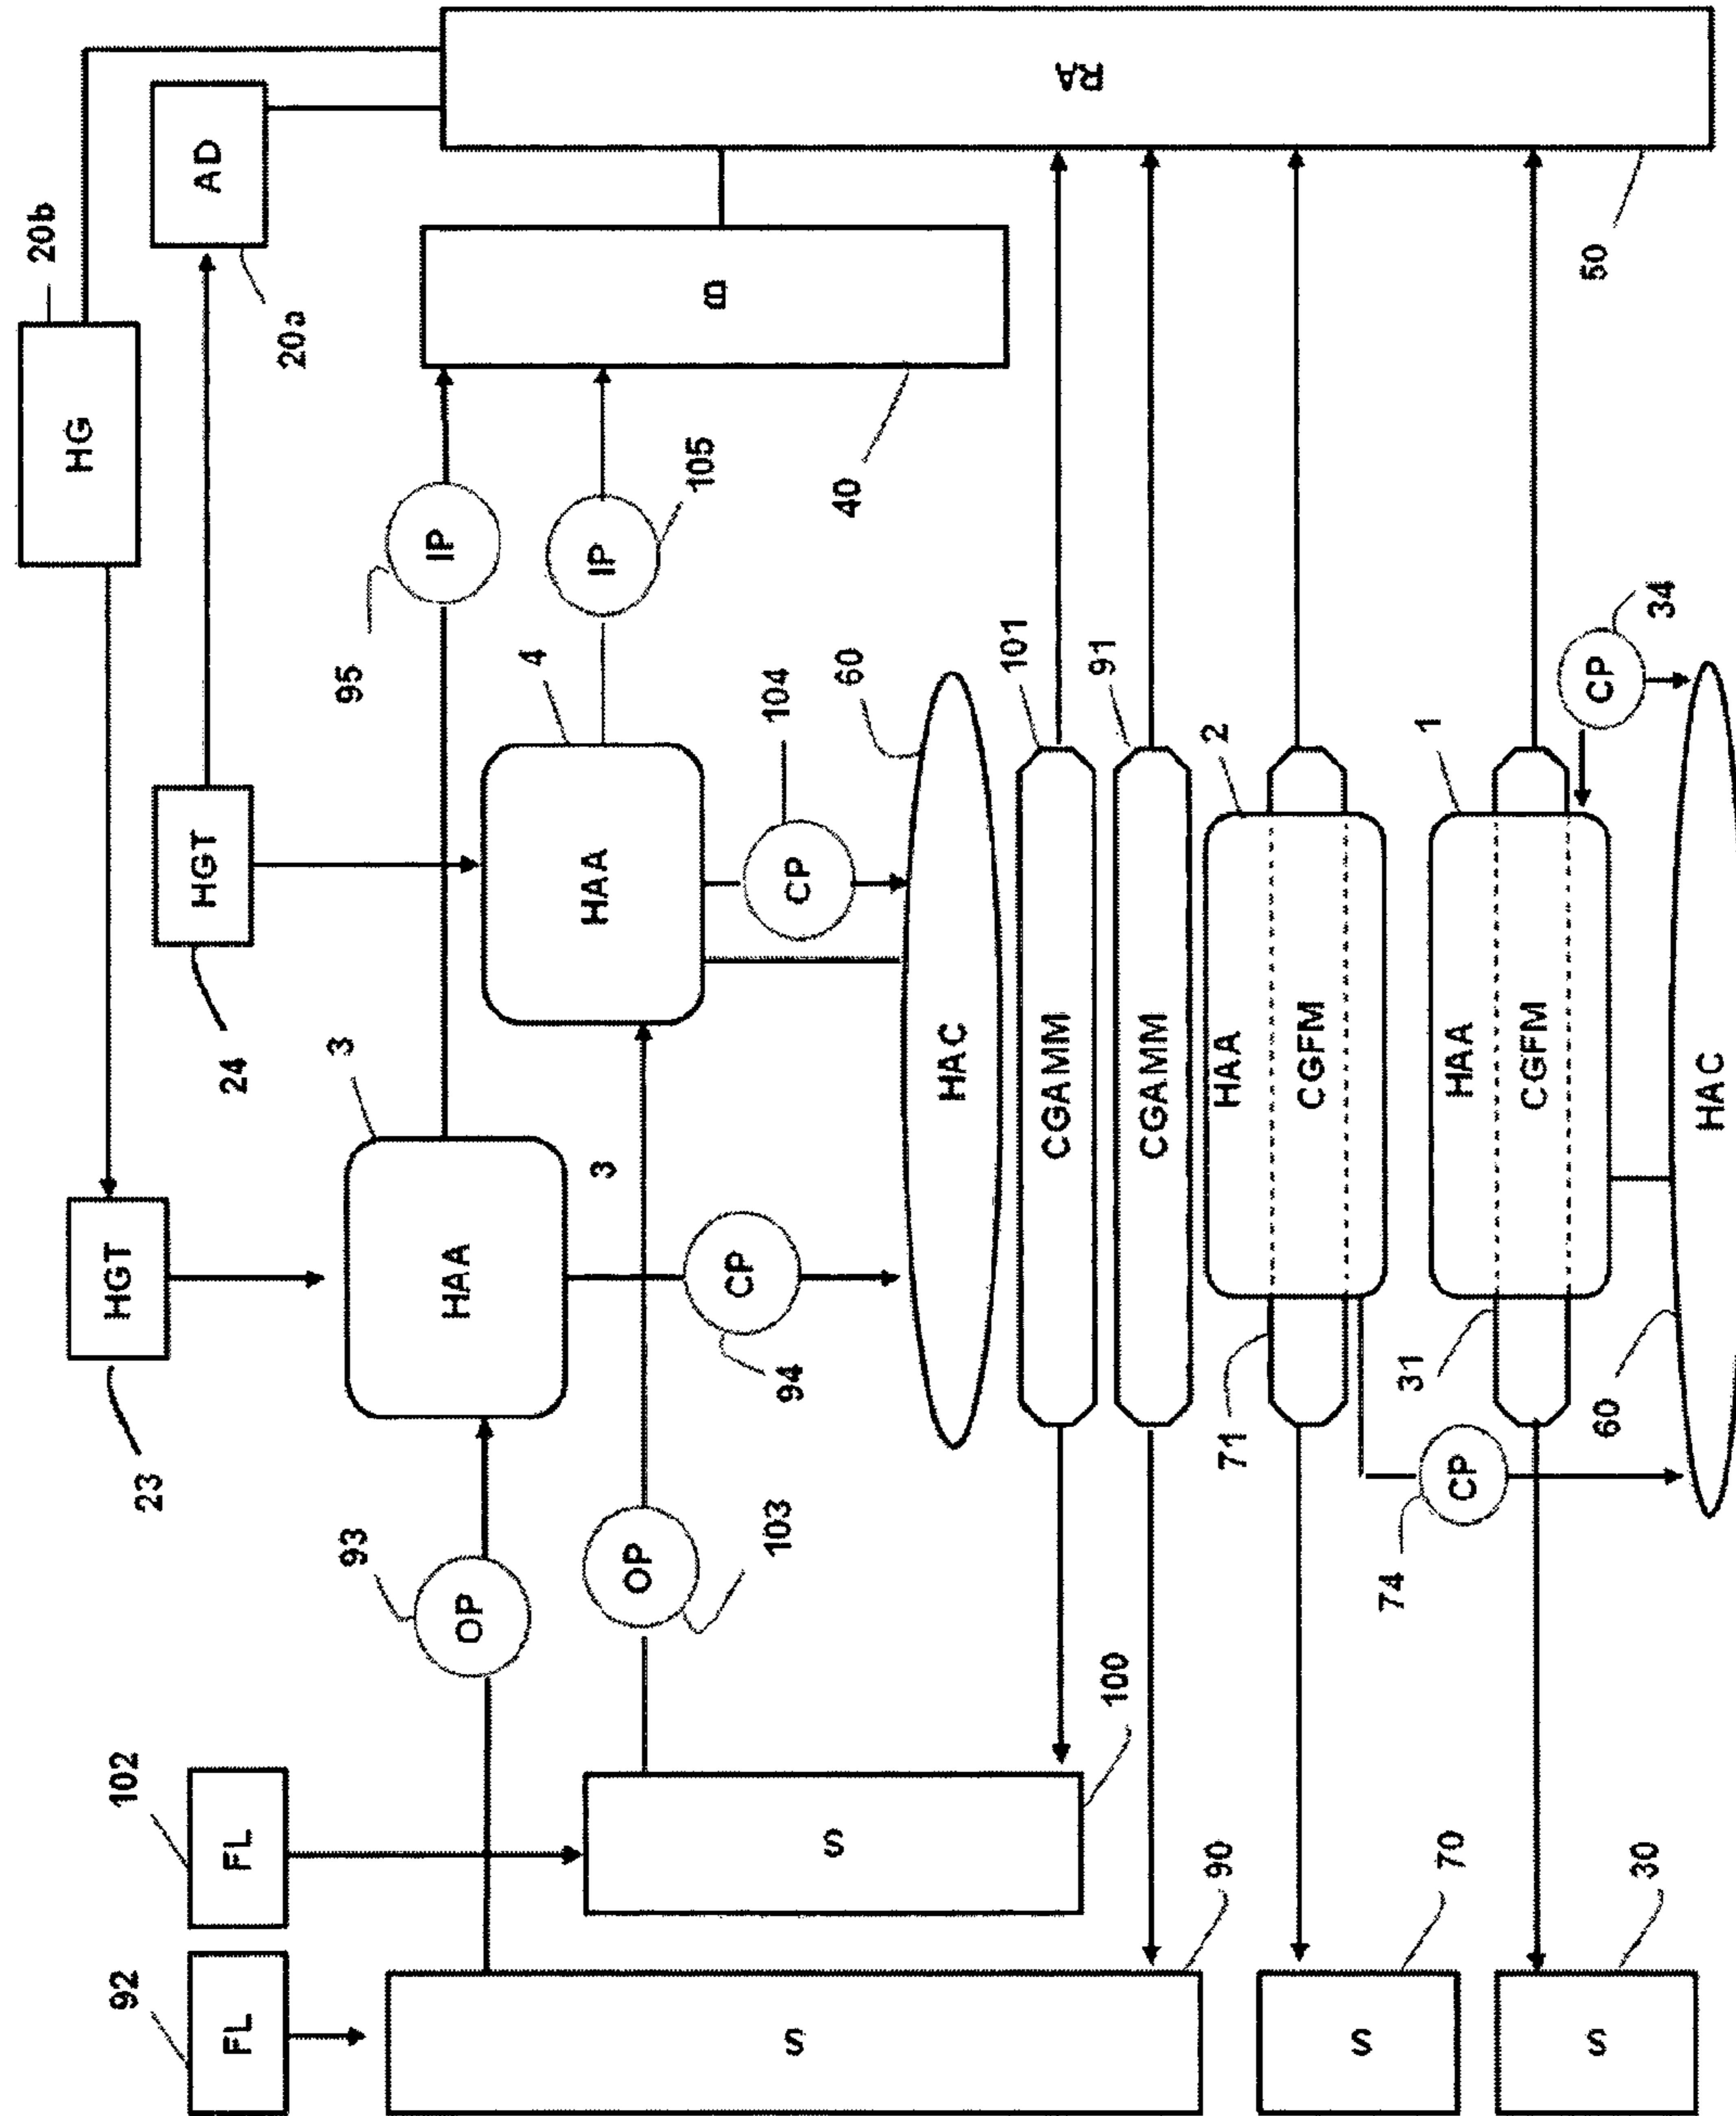 20b
HG
92
102
HGT
23
HGT
AD
FL
FL
24
20a
93
3
95
OP
HAA
IP
4
3
HAA
IP
OP
105
B
CP
103
94
104
CP
S
S
40
60
HAC
101
CGAMM
RA
91
100
CGAMM
90
2
HAA
71
CGFM
S
74
31
1
70
CP
HAA
CGFM
S
50
CP
60
30
34
HAC